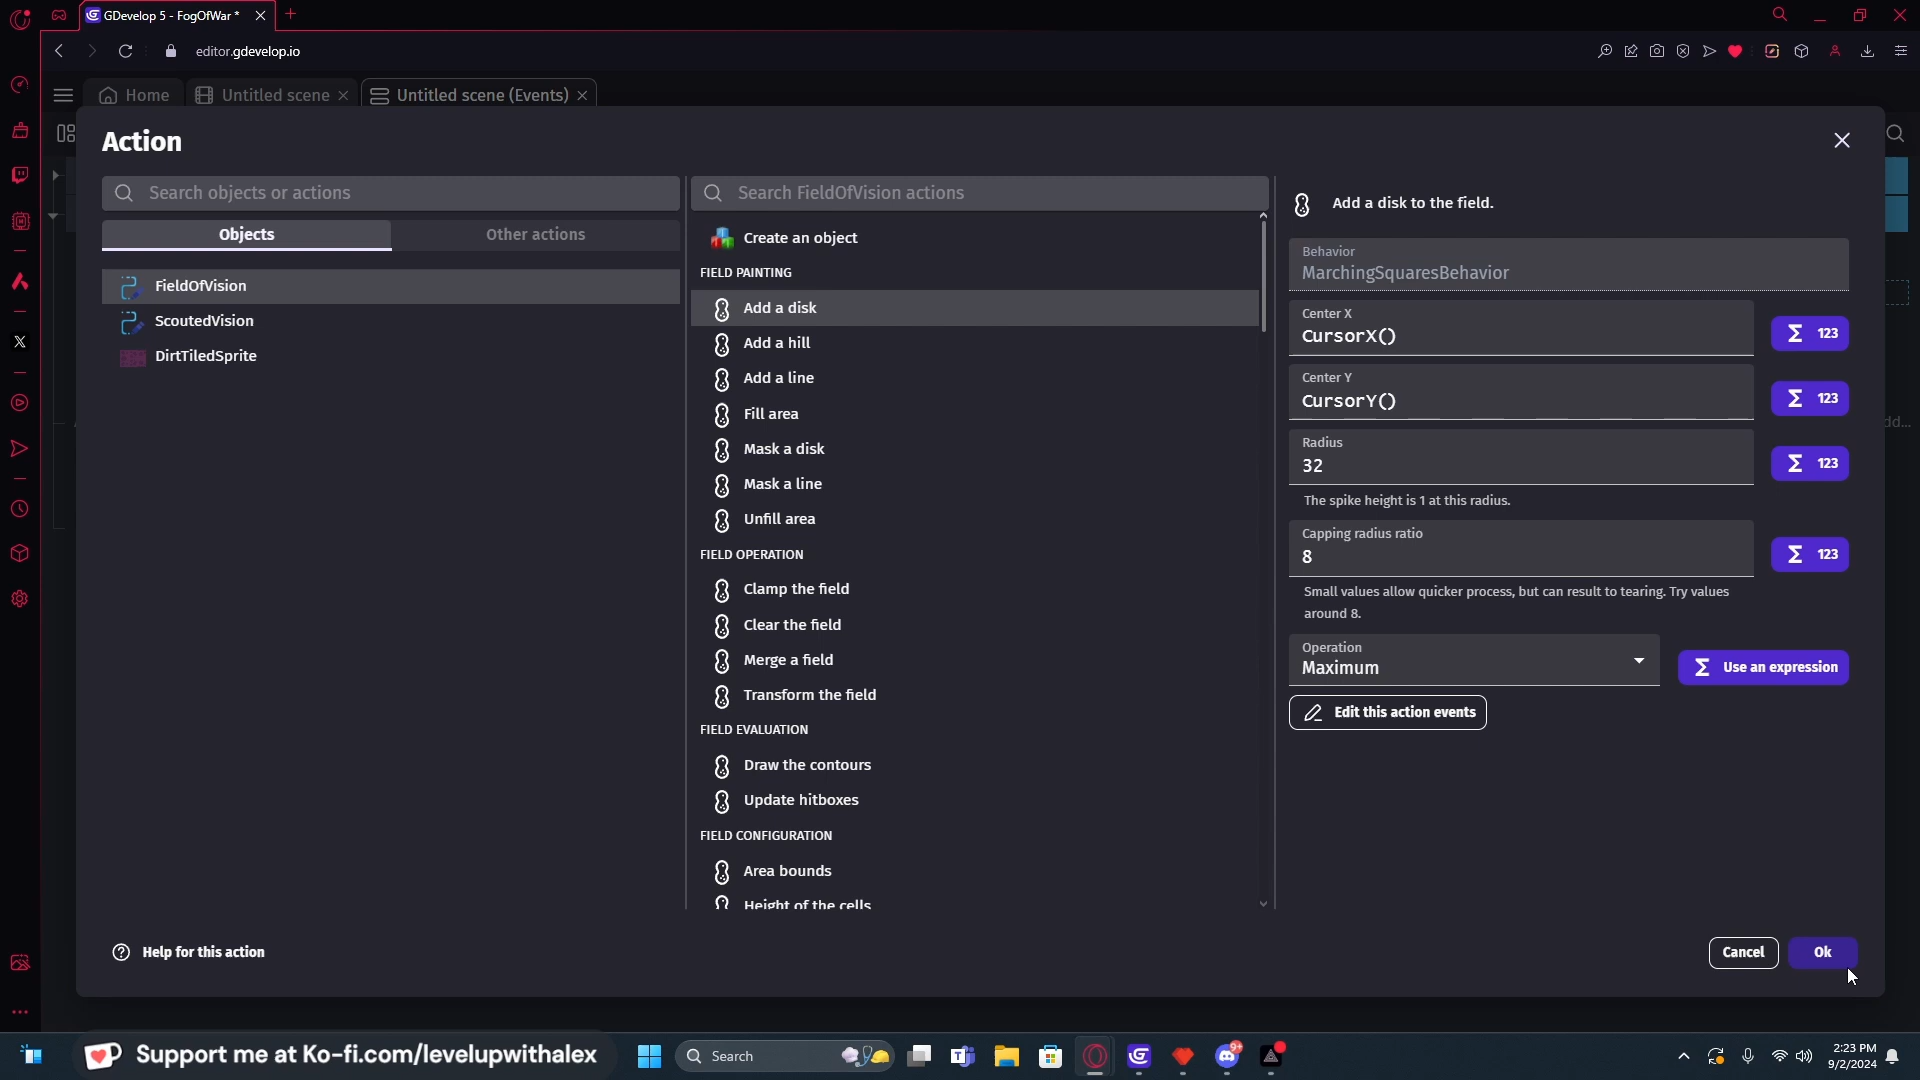 GDevelop 5 - FogOfWar *
editor.gdevelop.io
Home
Untitled scene
Untitled scene (Events)
Action
Search objects or actions
Objects
Other actions
FieldOfVision
ScoutedVision
DirtTiledSprite
Search FieldOfVision actions
Create an object
FIELD PAINTING
Add a disk
Add a hill
Add a line
Fill area
Mask a disk
Mask a line
Unfill area
FIELD OPERATION
Clamp the field
Clear the field
Merge a field
Transform the field
FIELD EVALUATION
Draw the contours
Update hitboxes
FIELD CONFIGURATION
Area bounds
Height of the cells
Add a disk to the field.
Behavior
MarchingSquaresBehavior
Center X
CursorX()
Σ 123
Center Y
CursorY()
Σ 123
Radius
32
Σ 123
The spike height is 1 at this radius.
Capping radius ratio
8
Σ 123
Small values allow quicker process, but can result to tearing. Try values
around 8.
Operation
Maximum
Σ Use an expression
Edit this action events
Help for this action
Cancel
Ok
Support me at Ko-fi.com/levelupwithalex
Search
9+
2:23 PM
9/2/2024